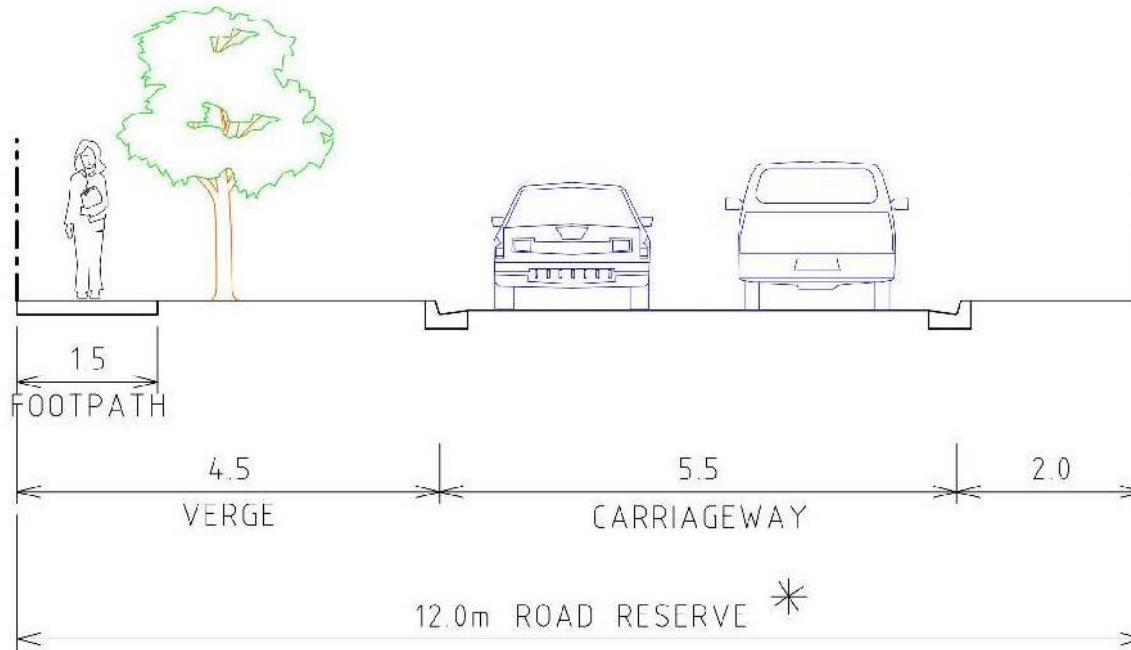 1.5
FOOTPATH
4.5 5.5 2.0
VERGE CARRIAGEWAY
12.0m ROAD RESERVE *